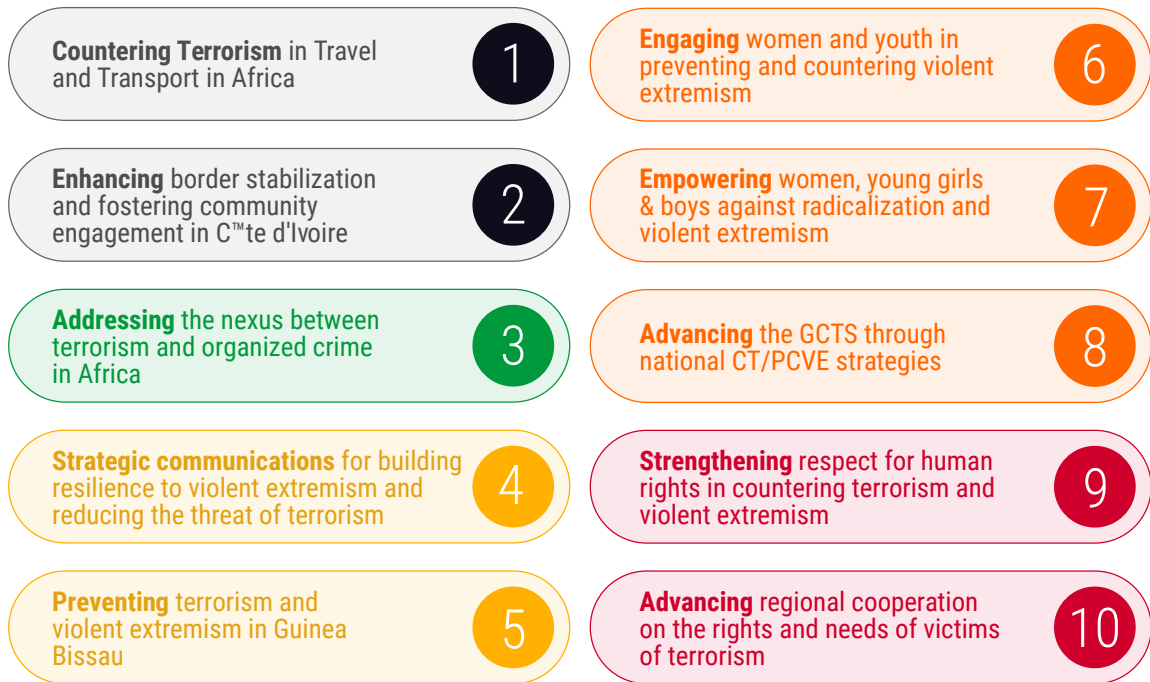 Countering Terrorism in Travel
and Transport in Africa
1
Enhancing border stabilization
and fostering community
engagement in C™te d'Ivoire
2
Addressing the nexus between
terrorism and organized crime
in Africa
3
Strategic communications for building
resilience to violent extremism and
reducing the threat of terrorism
4
Preventing terrorism and
violent extremism in Guinea
Bissau
5
Engaging women and youth in
preventing and countering violent
extremism
6
Empowering women, young girls
& boys against radicalization and
violent extremism
7
Advancing the GCTS through
national CT/PCVE strategies
8
Strengthening respect for human
rights in countering terrorism and
violent extremism
9
Advancing regional cooperation
on the rights and needs of victims
of terrorism
10